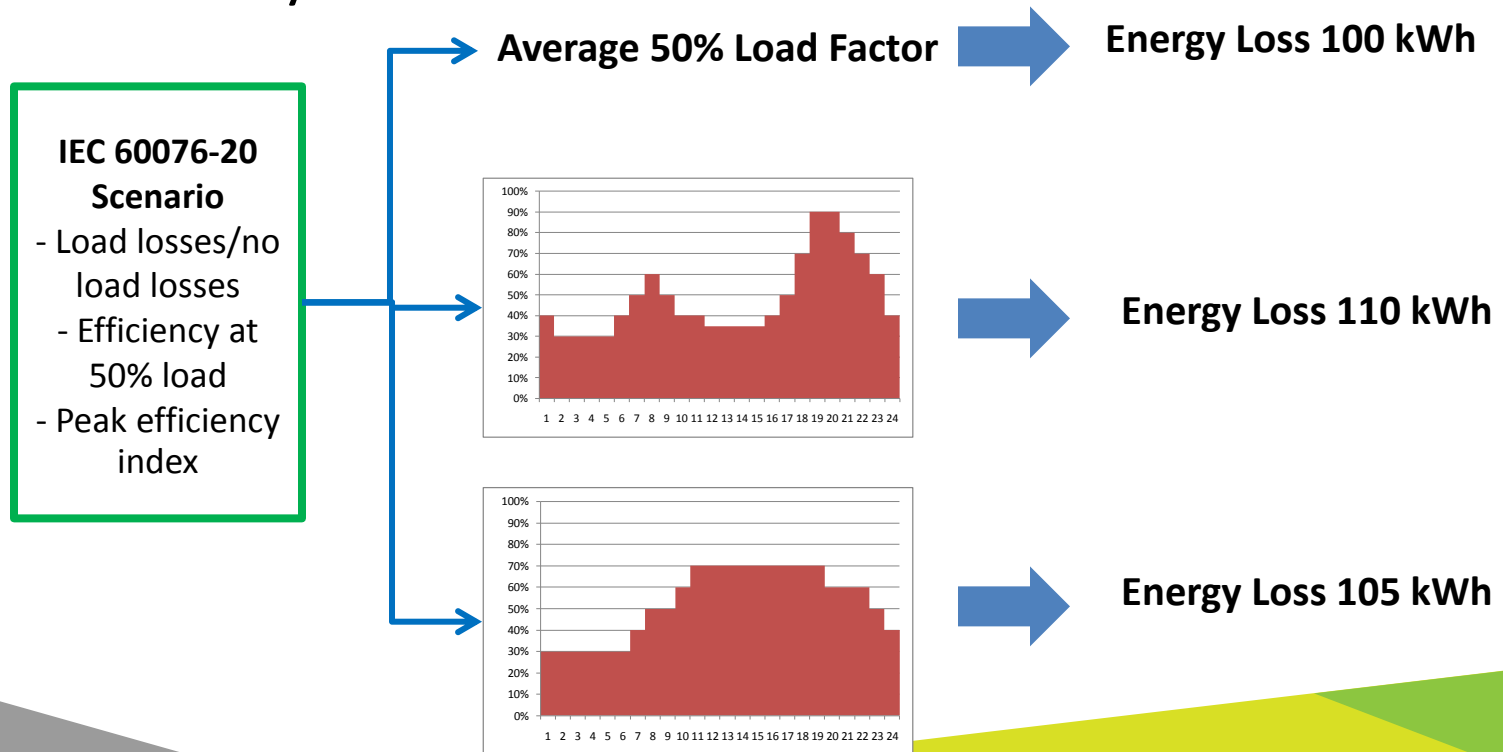 Average 50% Load Factor
Energy Loss 100 kWh
IEC 60076-20
Scenario
- Load losses/no
load losses
- Efficiency at
50% load
- Peak efficiency
index
100%
90%
80%
70%
60%
50%
40%
30%
20%
10%
0%
1 2 3 4 5 6 7 8 9 10 11 12 13 14 15 16 17 18 19 20 21 22 23 24
Energy Loss 110 kWh
100%
90%
80%
70%
60%
50%
40%
30%
20%
10%
0%
1 2 3 4 5 6 7 8 9 10 11 12 13 14 15 16 17 18 19 20 21 22 23 24
Energy Loss 105 kWh